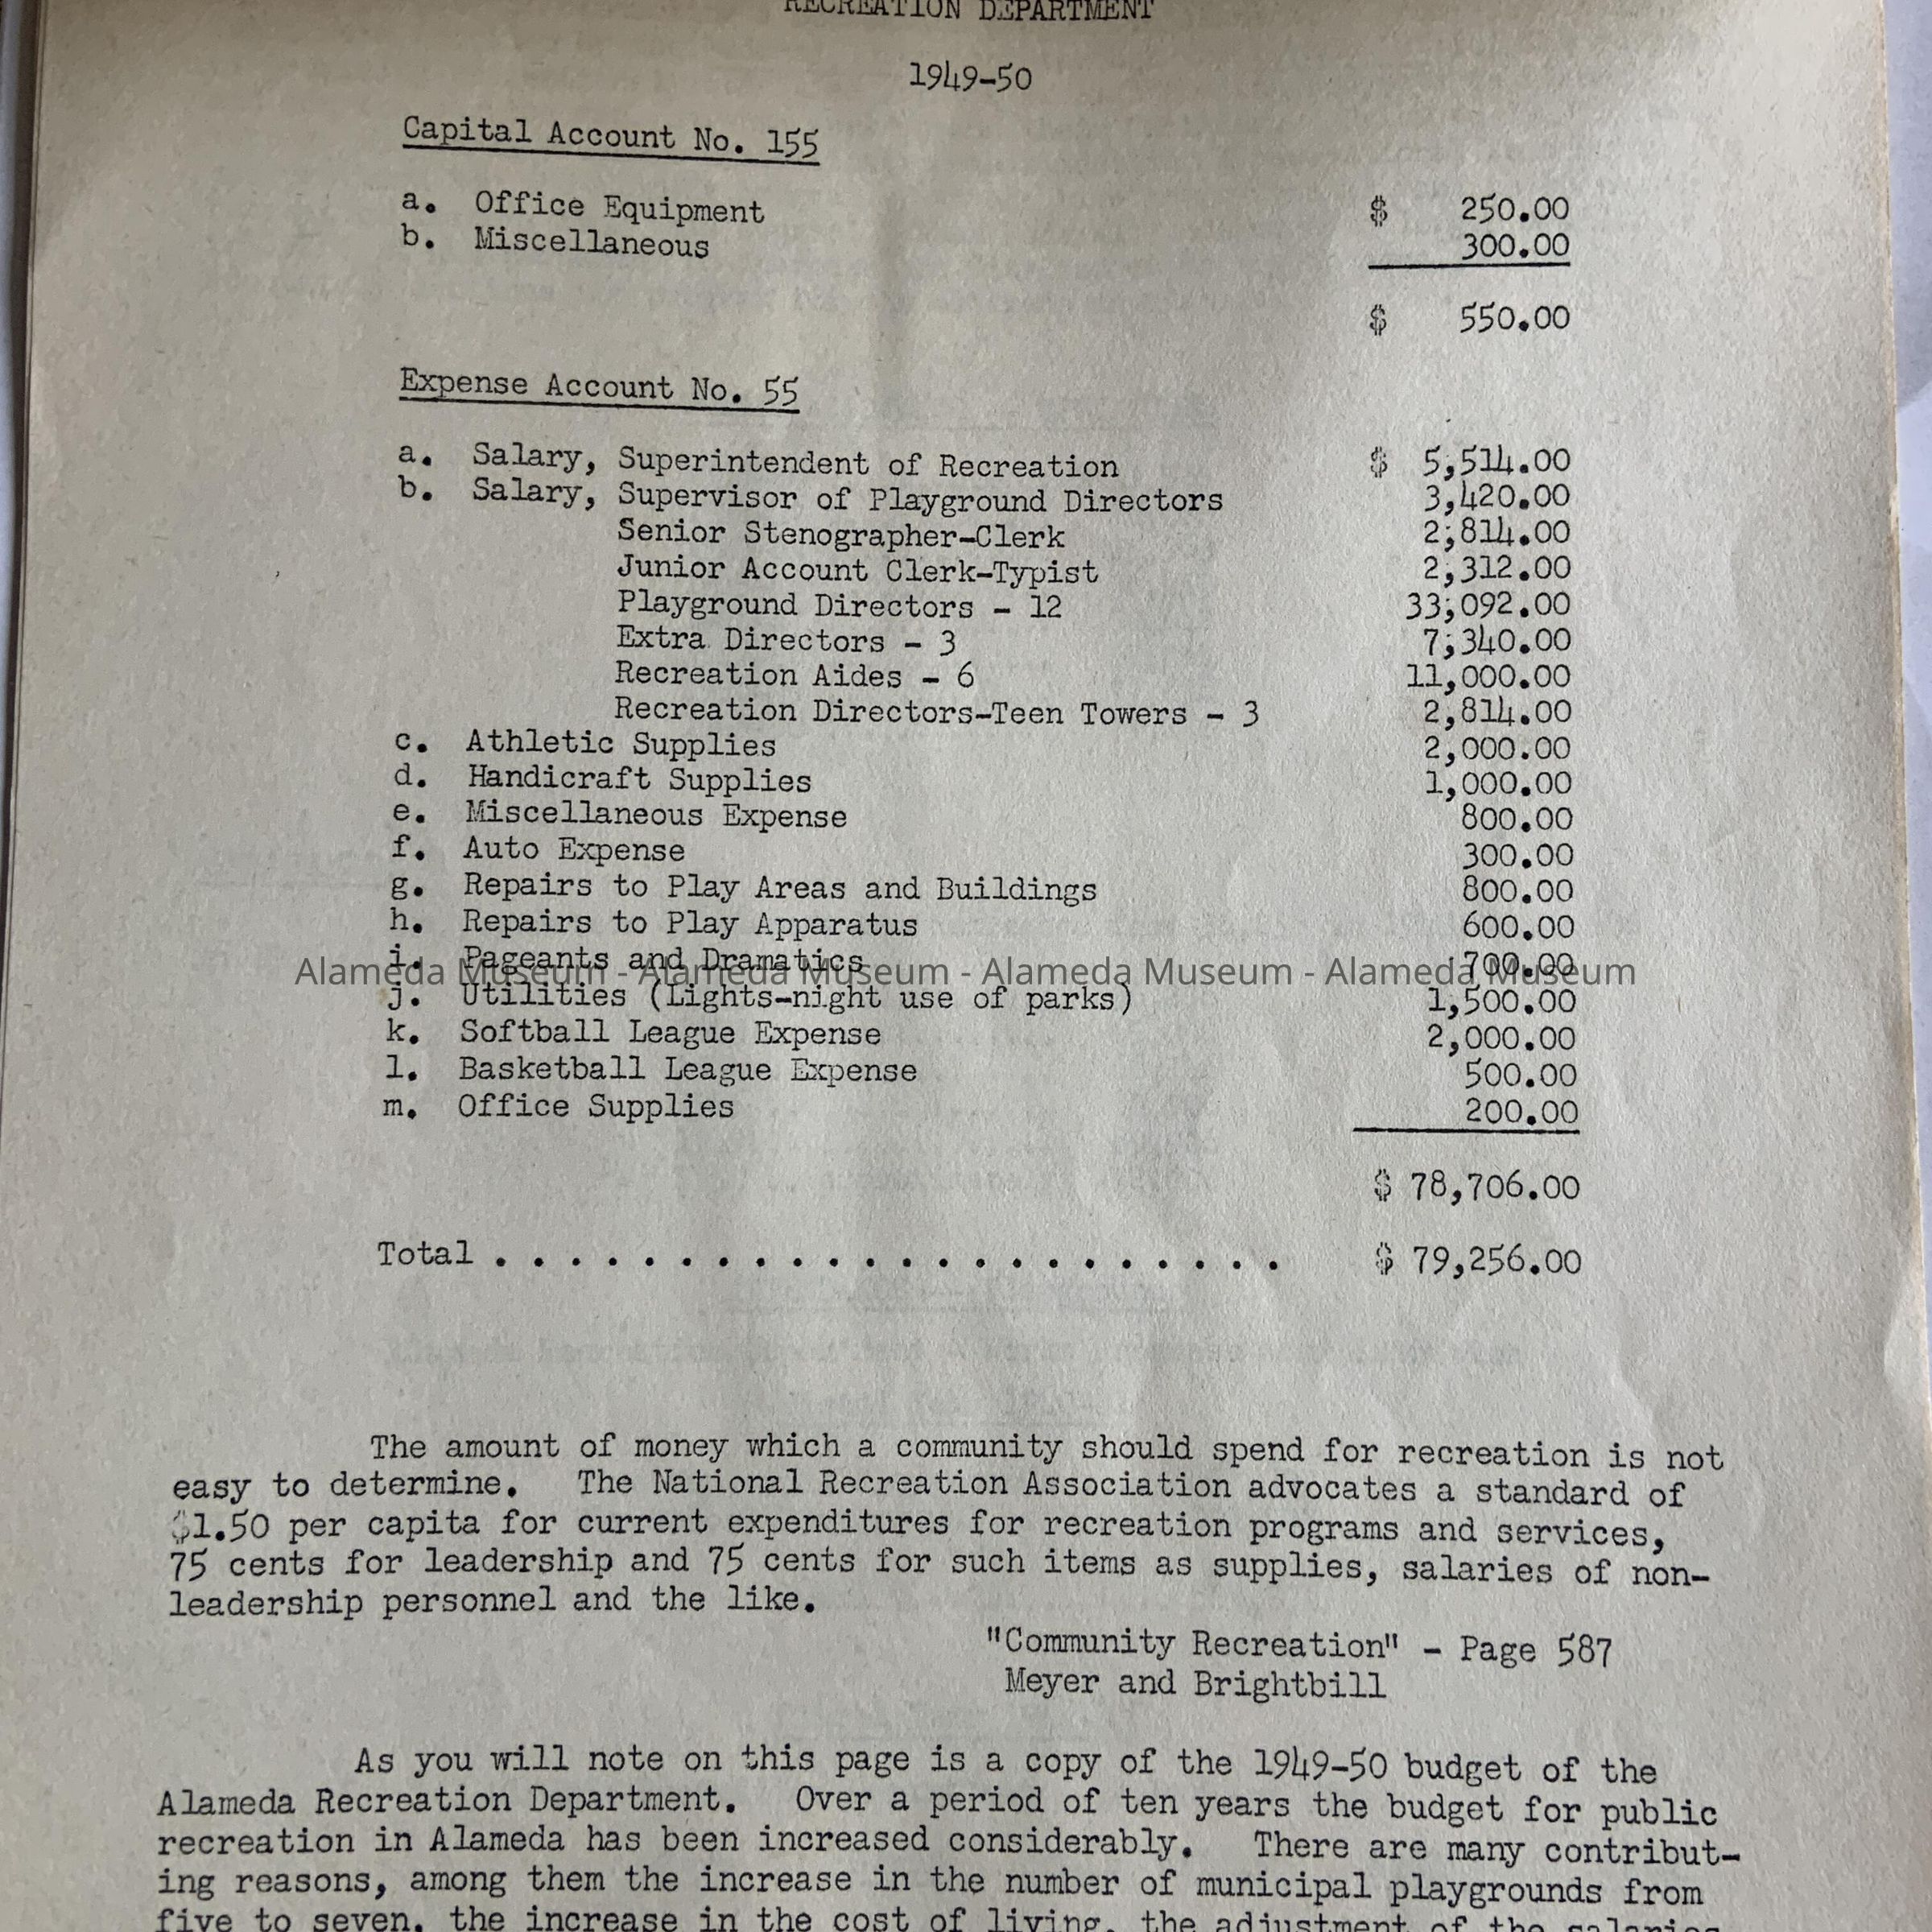 RECREATION DEPARTMENT
1949-50
Capital Account No. 155
a. Office Equipment $ 250.00
b. Miscellaneous 300.00
$ 550.00
Expense Account No. 55
a. Salary, Superintendent of Recreation $ 5,514.00
b. Salary, Supervisor of Playground Directors 3,420.00
Senior Stenographer-Clerk 2,814.00
Junior Account Clerk-Typist 2,312.00
Playground Directors - 12 33,092.00
Extra Directors - 3 7,340.00
Recreation Aides - 6 11,000.00
Recreation Directors-Teen Towers - 3 2,814.00
c. Athletic Supplies 2,000.00
d. Handicraft Supplies 1,000.00
e. Miscellaneous Expense 800.00
f. Auto Expense 300.00
g. Repairs to Play Areas and Buildings 800.00
h. Repairs to Play Apparatus 600.00
i. Pageants and Dramatics 700.00
Alameda Museum - Alameda Museum - Alameda Museum - Alameda Museum
j. Utilities (Lights-night use of parks) 1,500.00
k. Softball League Expense 2,000.00
l. Basketball League Expense 500.00
m. Office Supplies 200.00
$ 78,706.00
Total . . . . . . . . . . . . . . . . . . . . . . $ 79,256.00
The amount of money which a community should spend for recreation is not
easy to determine. The National Recreation Association advocates a standard of
$1.50 per capita for current expenditures for recreation programs and services,
75 cents for leadership and 75 cents for such items as supplies, salaries of non-
leadership personnel and the like.
"Community Recreation" - Page 587
Meyer and Brightbill
As you will note on this page is a copy of the 1949-50 budget of the
Alameda Recreation Department. Over a period of ten years the budget for public
recreation in Alameda has been increased considerably. There are many contribut-
ing reasons, among them the increase in the number of municipal playgrounds from
five to seven, the increase in the cost of living, the adjustment of the salaries